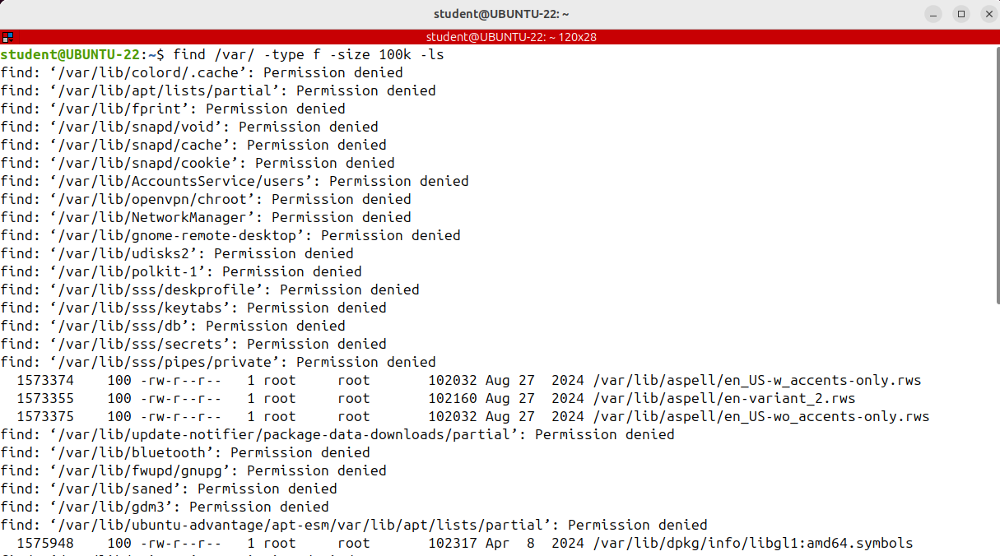 student@UBUNTU-22: ~
student@UBUNTU-22: ~ 120x28
student@UBUNTU-22:~$ find /var/ -type f -size 100k -ls
find: ‘/var/lib/colord/.cache’: Permission denied
find: ‘/var/lib/apt/lists/partial’: Permission denied
find: ‘/var/lib/fprint’: Permission denied
find: ‘/var/lib/snapd/void’: Permission denied
find: ‘/var/lib/snapd/cache’: Permission denied
find: ‘/var/lib/snapd/cookie’: Permission denied
find: ‘/var/lib/AccountsService/users’: Permission denied
find: ‘/var/lib/openvpn/chroot’: Permission denied
find: ‘/var/lib/NetworkManager’: Permission denied
find: ‘/var/lib/gnome-remote-desktop’: Permission denied
find: ‘/var/lib/udisks2’: Permission denied
find: ‘/var/lib/polkit-1’: Permission denied
find: ‘/var/lib/sss/deskprofile’: Permission denied
find: ‘/var/lib/sss/keytabs’: Permission denied
find: ‘/var/lib/sss/db’: Permission denied
find: ‘/var/lib/sss/secrets’: Permission denied
find: ‘/var/lib/sss/pipes/private’: Permission denied
  1573374    100 -rw-r--r--   1 root     root       102032 Aug 27  2024 /var/lib/aspell/en_US-w_accents-only.rws
  1573355    100 -rw-r--r--   1 root     root       102160 Aug 27  2024 /var/lib/aspell/en-variant_2.rws
  1573375    100 -rw-r--r--   1 root     root       102032 Aug 27  2024 /var/lib/aspell/en_US-wo_accents-only.rws
find: ‘/var/lib/update-notifier/package-data-downloads/partial’: Permission denied
find: ‘/var/lib/bluetooth’: Permission denied
find: ‘/var/lib/fwupd/gnupg’: Permission denied
find: ‘/var/lib/saned’: Permission denied
find: ‘/var/lib/gdm3’: Permission denied
find: ‘/var/lib/ubuntu-advantage/apt-esm/var/lib/apt/lists/partial’: Permission denied
  1575948    100 -rw-r--r--   1 root     root       102317 Apr  8  2024 /var/lib/dpkg/info/libgl1:amd64.symbols